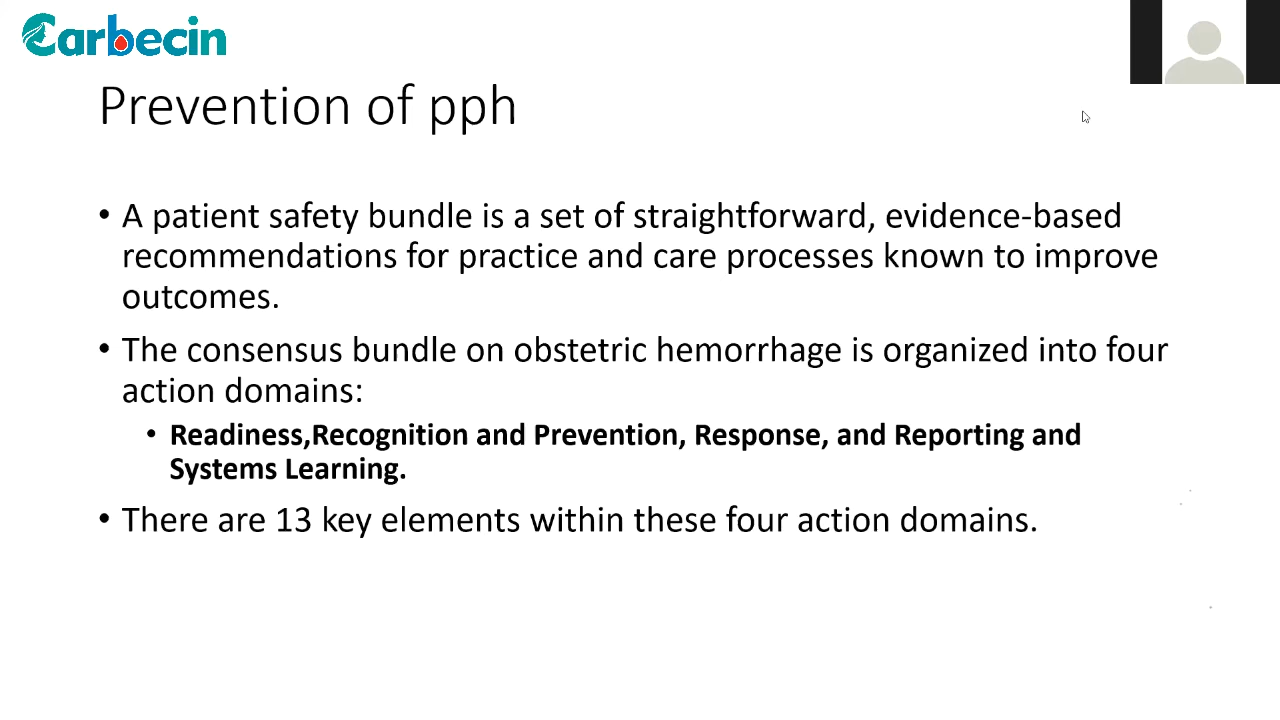 Carbecin
Prevention of pph
• A patient safety bundle is a set of straightforward, evidence-based
recommendations for practice and care processes known to improve
outcomes.
• The consensus bundle on obstetric hemorrhage is organized into four
action domains:
• Readiness,Recognition and Prevention, Response, and Reporting and
Systems Learning.
• There are 13 key elements within these four action domains.